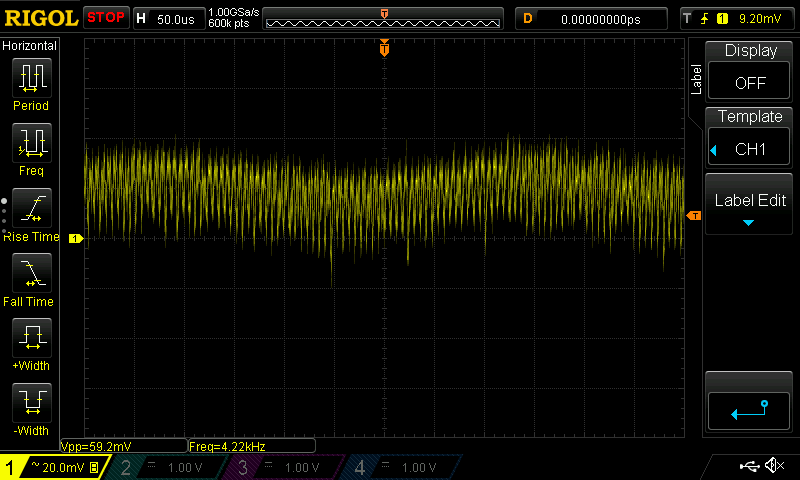 RIGOL STOP H 50.0us 1.00GSa/s 600k pts T D 0.00000000ps T 1 9.20mV
Horizontal
Period
Freq
Rise Time
Fall Time
+Width
-Width
T
1
T
Label
Display
OFF
Template
CH1
Label Edit
Vpp=59.2mV Freq=4.22kHz
1 ~ 20.0mV B 2 1.00 V 3 1.00 V 4 1.00 V